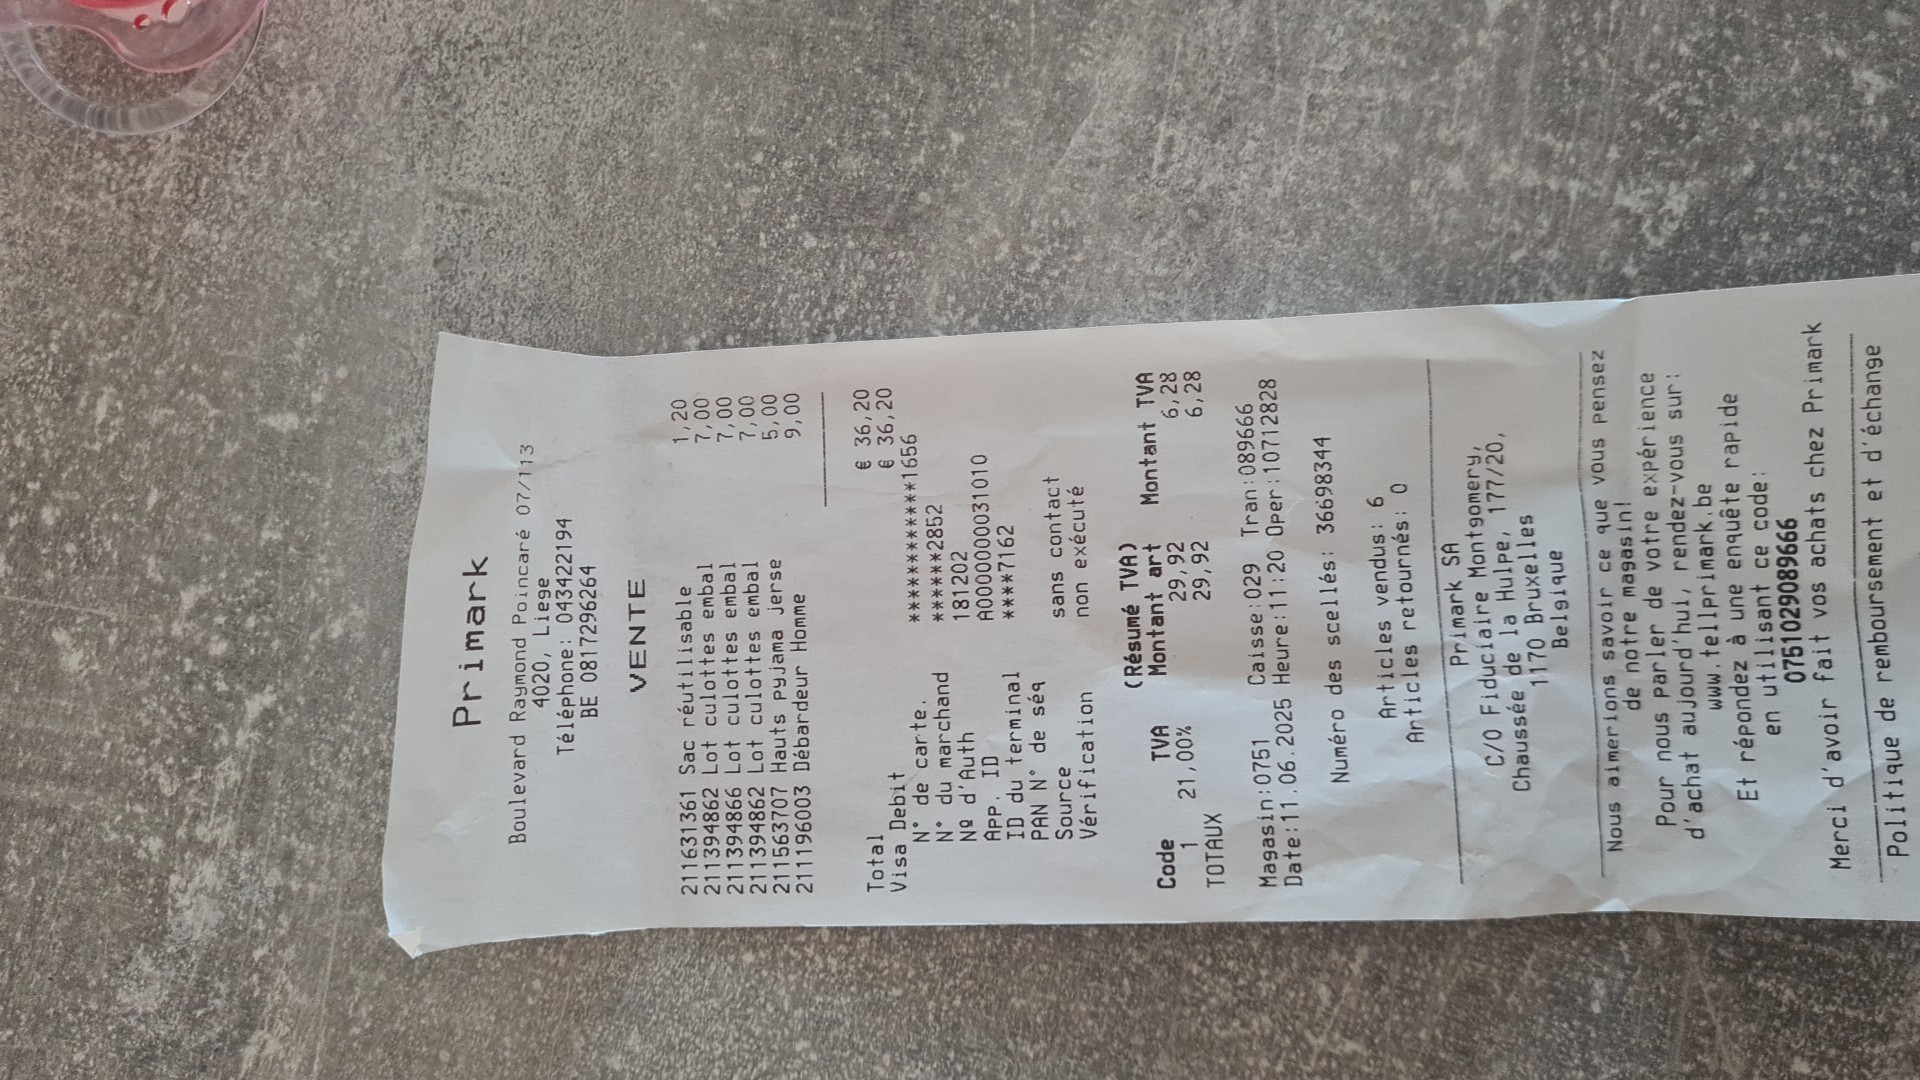 Primark
Boulevard Raymond Poincaré 07/113
4020, Liege
Téléphone: 043422194
BE 0817296264
VENTE
211631361 Sac réutilisable 1,20
211394862 Lot culottes embal 7,00
211394866 Lot culottes embal 7,00
211394862 Lot culottes embal 7,00
211563707 Hauts pyjama jerse 5,00
211196003 Débardeur Homme 9,00
Total € 36,20
Visa Debit € 36,20
N° de carte. ************1656
N° du marchand ******2852
Nº d'Auth 181202
App. ID A0000000031010
ID du terminal ****7162
PAN N° de séq
Source sans contact
Vérification non exécuté
(Résumé TVA)
Code TVA Montant art Montant TVA
1 21,00% 29,92 6,28
TOTAUX 29,92 6,28
Magasin:0751 Caisse:029 Tran:089666
Date:11.06.2025 Heure:11:20 Oper:10712828
Numéro des scellés: 36698344
Articles vendus: 6
Articles retournés: 0
Primark SA
C/O Fiduciaire Montgomery,
Chaussée de la Hulpe, 177/20,
1170 Bruxelles
Belgique
Nous aimerions savoir ce que vous pensez
de notre magasin!
Pour nous parler de votre expérience
d'achat aujourd'hui, rendez-vous sur:
www.tellprimark.be
Et répondez à une enquête rapide
en utilisant ce code:
075102908​9666
Merci d'avoir fait vos achats chez Primark
Politique de remboursement et d'échange